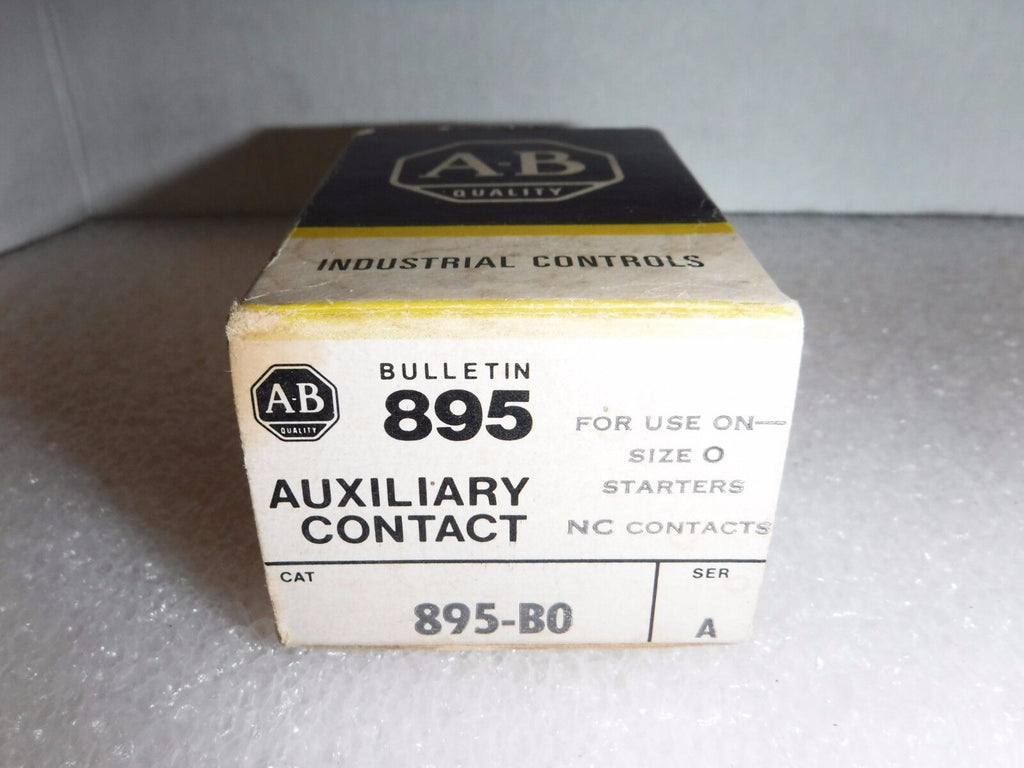 A-B
QUALITY
INDUSTRIAL CONTROLS
A-B
QUALITY
BULLETIN
895
AUXILIARY
CONTACT
FOR USE ON—
SIZE O
STARTERS
NC CONTACTS
CAT
895-B0
SER
A